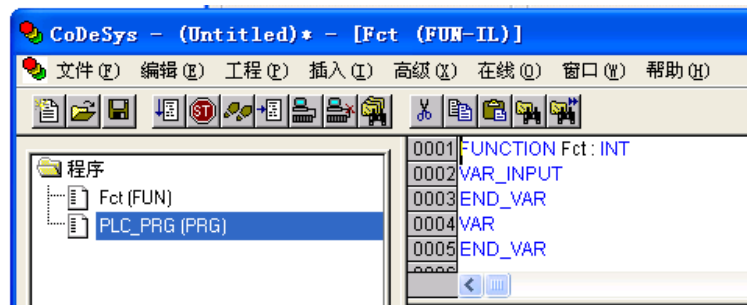 CoDeSys - (Untitled)* - [Fct (FUN-IL)]
文件(F) 编辑(E) 工程(P) 插入(I) 高级(X) 在线(O) 窗口(W) 帮助(H)
ST
程序
Fct (FUN)
PLC_PRG (PRG)
0001 FUNCTION Fct : INT
0002 VAR_INPUT
0003 END_VAR
0004 VAR
0005 END_VAR